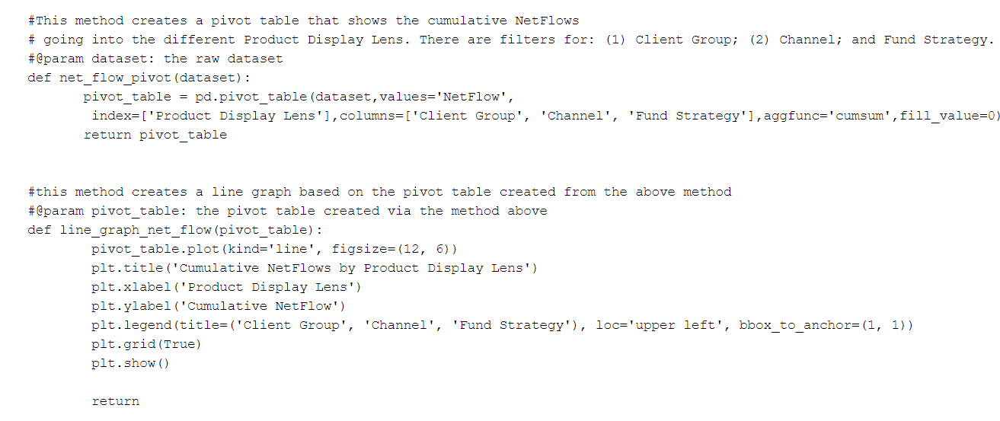 #This method creates a pivot table that shows the cumulative NetFlows
# going into the different Product Display Lens. There are filters for: (1) Client Group; (2) Channel; and Fund Strategy.
#@param dataset: the raw dataset
def net_flow_pivot(dataset):
pivot_table = pd.pivot_table(dataset,values='NetFlow',
index=['Product Display Lens'],columns=['Client Group', 'Channel', 'Fund Strategy'],aggfunc='cumsum',fill_value=0)
return pivot_table
#this method creates a line graph based on the pivot table created from the above method
#@param pivot_table: the pivot table created via the method above
def line_graph_net_flow(pivot_table):
pivot_table.plot(kind='line', figsize=(12, 6))
plt.title('Cumulative NetFlows by Product Display Lens')
plt.xlabel('Product Display Lens')
plt.ylabel('Cumulative NetFlow')
plt.legend(title=('Client Group', 'Channel', 'Fund Strategy'), loc='upper left', bbox_to_anchor=(1, 1))
plt.grid(True)
plt.show()
return